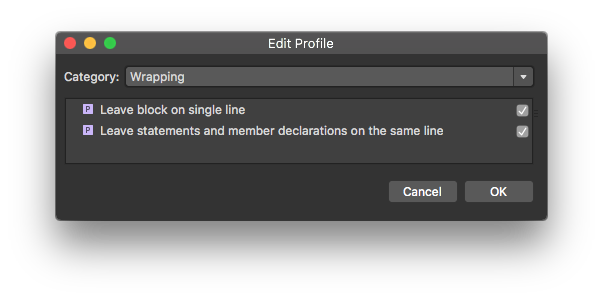 Edit Profile
Category: Wrapping
P Leave block on single line
P Leave statements and member declarations on the same line
Cancel OK